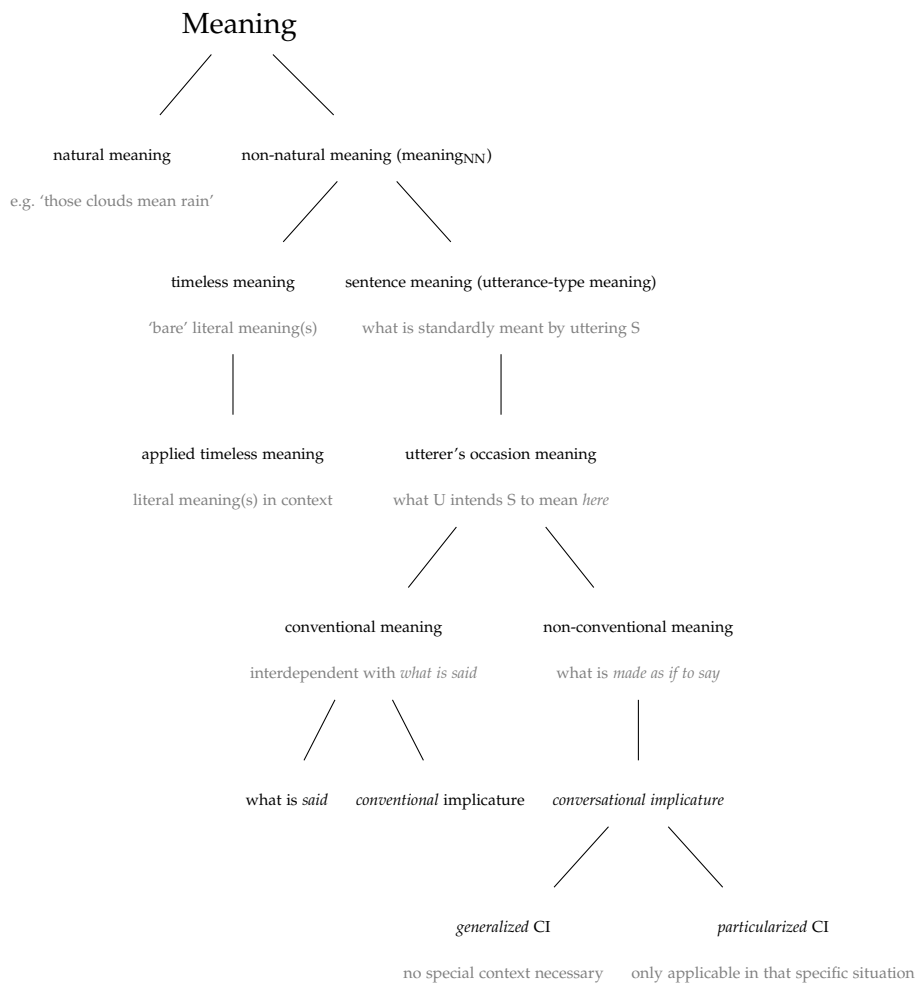 Meaning
natural meaning
non-natural meaning (meaningNN)
e.g. ‘those clouds mean rain’
timeless meaning
sentence meaning (utterance-type meaning)
‘bare’ literal meaning(s)
what is standardly meant by uttering S
applied timeless meaning
utterer’s occasion meaning
literal meaning(s) in context
what U intends S to mean here
conventional meaning
non-conventional meaning
interdependent with what is said
what is made as if to say
what is said
conventional implicature
conversational implicature
generalized CI
particularized CI
no special context necessary
only applicable in that specific situation